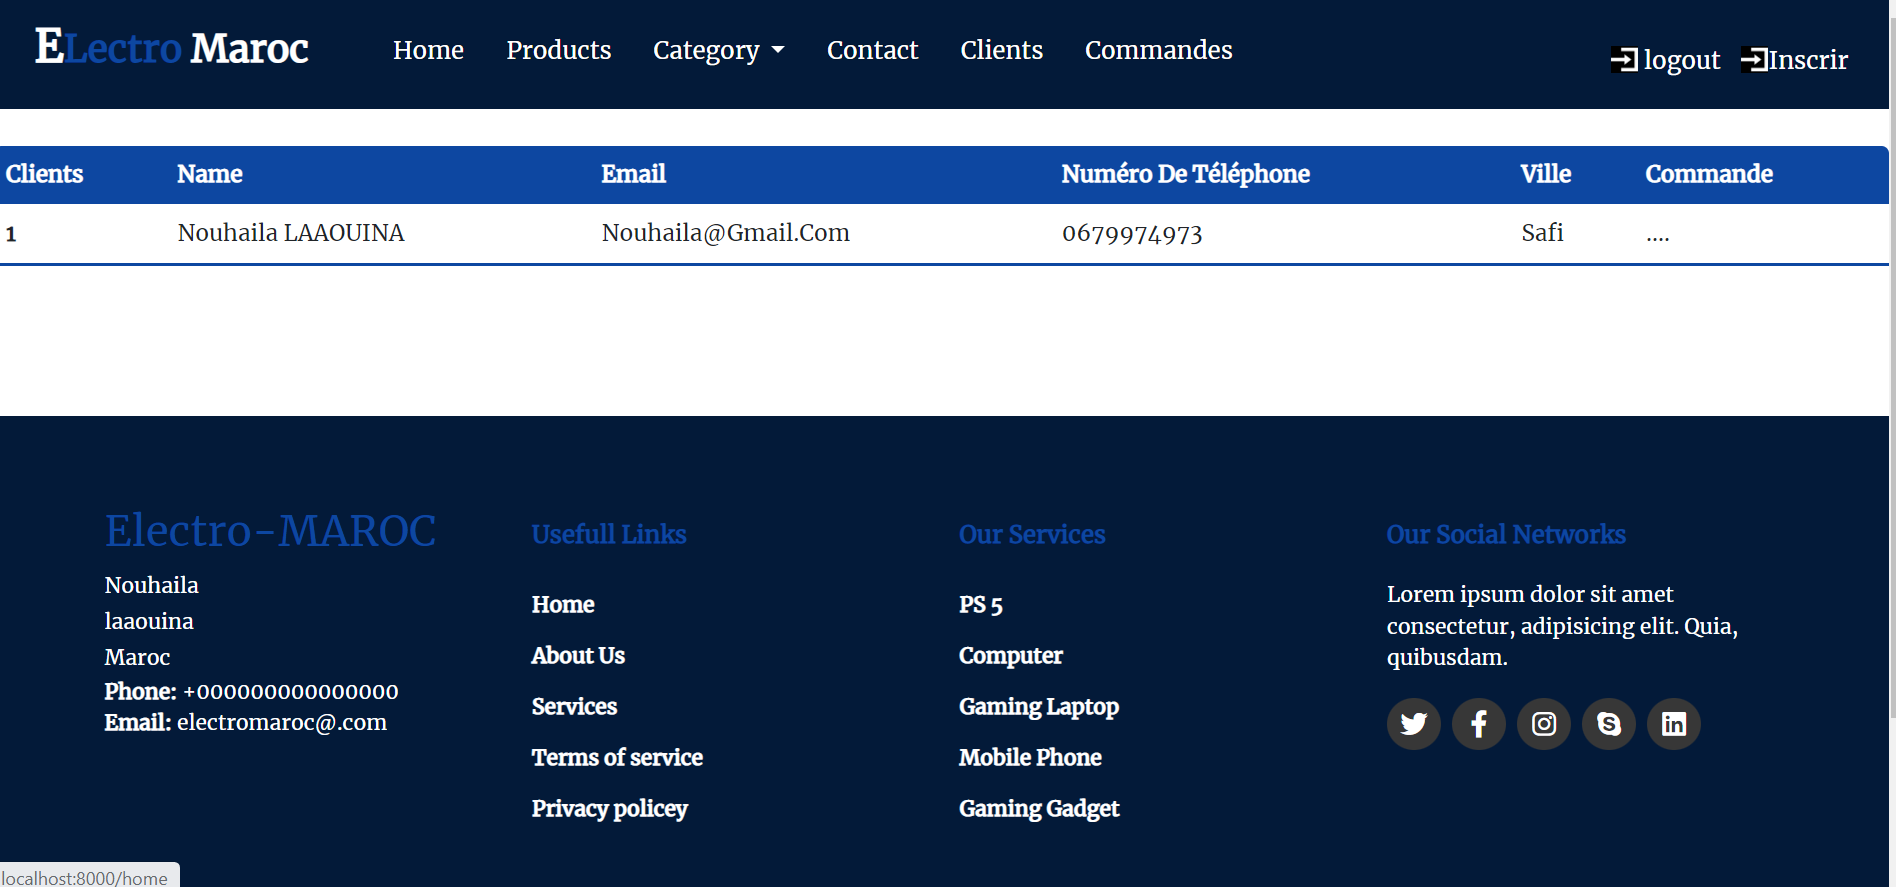 ELectro Maroc Home Products Category Contact Clients Commandes logout Inscrir
Clients Name Email Numéro De Téléphone Ville Commande
1 Nouhaila LAAOUINA Nouhaila@Gmail.Com 0679974973 Safi ....
Electro-MAROC
Nouhaila
laaouina
Maroc
Phone: +000000000000000
Email: electromaroc@.com
Usefull Links
Home
About Us
Services
Terms of service
Privacy policey
Our Services
PS 5
Computer
Gaming Laptop
Mobile Phone
Gaming Gadget
Our Social Networks
Lorem ipsum dolor sit amet
consectetur, adipisicing elit. Quia,
quibusdam.
localhost:8000/home